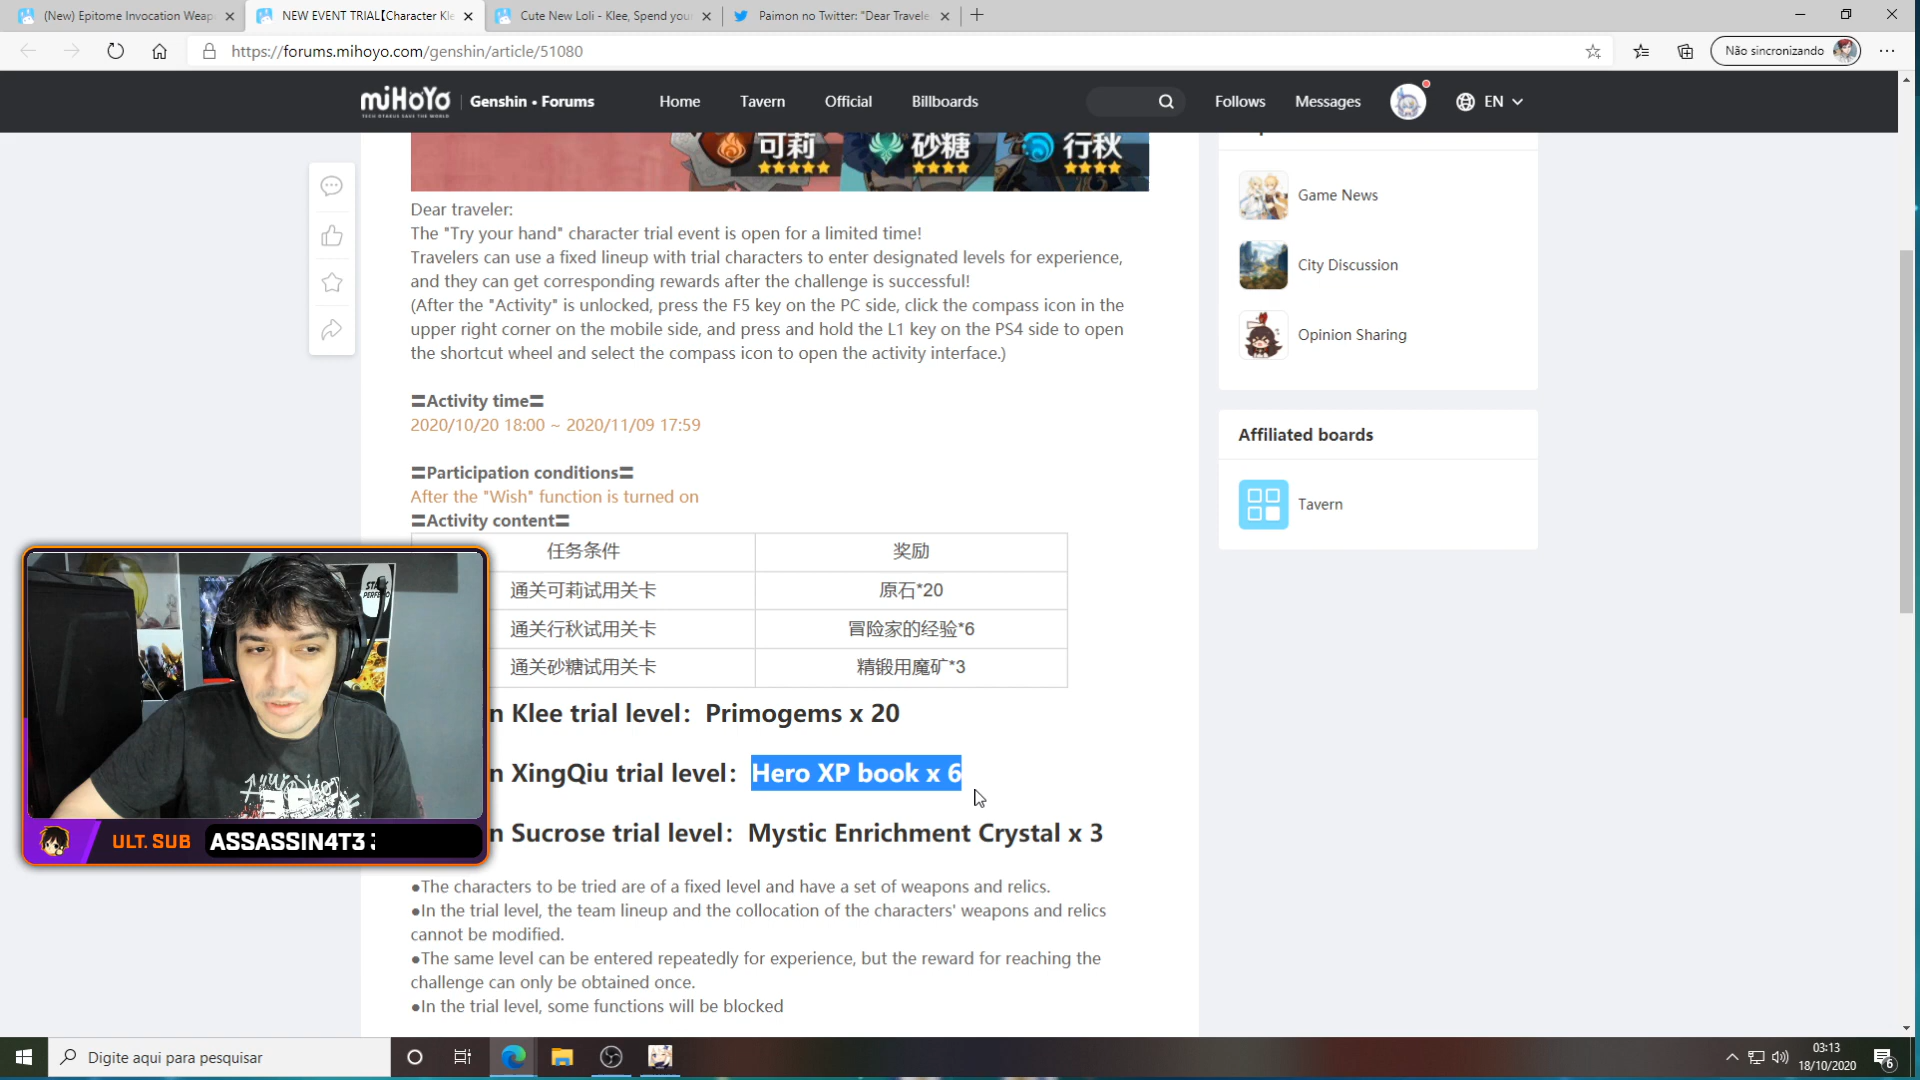 (New) Epitome Invocation Weap
NEW EVENT TRIAL【Character Kle
Cute New Loli - Klee, Spend your
Paimon no Twitter: "Dear Travele
https://forums.mihoyo.com/genshin/article/51080
Não sincronizando
miHoYo
TECH OTAKUS SAVE THE WORLD
Genshin • Forums
Home
Tavern
Official
Billboards
Follows
Messages
EN
可莉
砂糖
行秋
Dear traveler:
The "Try your hand" character trial event is open for a limited time!
Travelers can use a fixed lineup with trial characters to enter designated levels for experience,
and they can get corresponding rewards after the challenge is successful!
(After the "Activity" is unlocked, press the F5 key on the PC side, click the compass icon in the
upper right corner on the mobile side, and press and hold the L1 key on the PS4 side to open
the shortcut wheel and select the compass icon to open the activity interface.)
〓Activity time〓
2020/10/20 18:00 ~ 2020/11/09 17:59
〓Participation conditions〓
After the "Wish" function is turned on
〓Activity content〓
任务条件 奖励
通关可莉试用关卡 原石*20
通关行秋试用关卡 冒险家的经验*6
通关砂糖试用关卡 精锻用魔矿*3
n Klee trial level：Primogems x 20
n XingQiu trial level：Hero XP book x 6
n Sucrose trial level：Mystic Enrichment Crystal x 3
●The characters to be tried are of a fixed level and have a set of weapons and relics.
●In the trial level, the team lineup and the collocation of the characters' weapons and relics
cannot be modified.
●The same level can be entered repeatedly for experience, but the reward for reaching the
challenge can only be obtained once.
●In the trial level, some functions will be blocked
Game News
City Discussion
Opinion Sharing
Affiliated boards
Tavern
ULT. SUB
ASSASSIN4T3
Digite aqui para pesquisar
03:13
18/10/2020
6